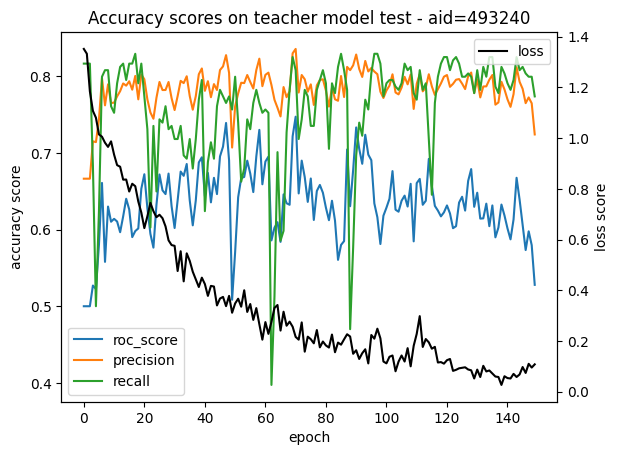 Accuracy scores on teacher model test - aid=493240
loss
roc_score
precision
recall
accuracy score
loss score
epoch
0.4
0.5
0.6
0.7
0.8
0
20
40
60
80
100
120
140
0.0
0.2
0.4
0.6
0.8
1.0
1.2
1.4